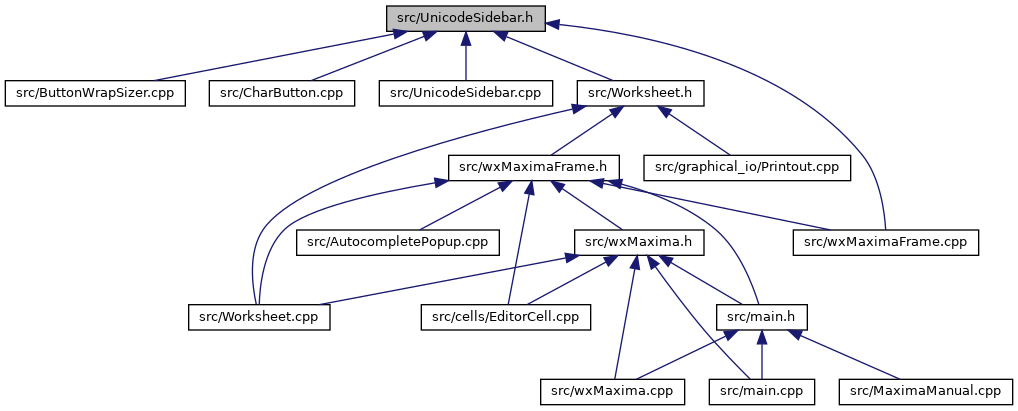 src/UnicodeSidebar.h
src/ButtonWrapSizer.cpp
src/CharButton.cpp
src/UnicodeSidebar.cpp
src/Worksheet.h
src/wxMaximaFrame.h
src/graphical_io/Printout.cpp
src/AutocompletePopup.cpp
src/wxMaxima.h
src/wxMaximaFrame.cpp
src/Worksheet.cpp
src/cells/EditorCell.cpp
src/main.h
src/wxMaxima.cpp
src/main.cpp
src/MaximaManual.cpp